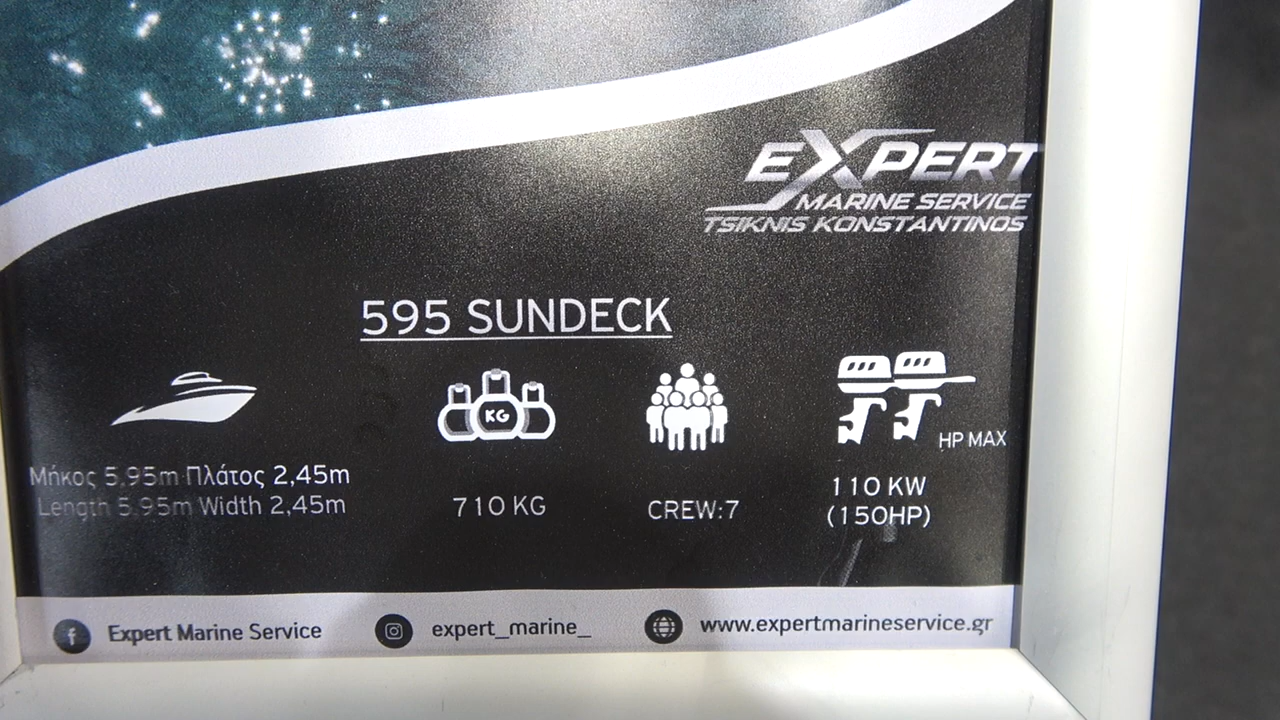 EXPERT
MARINE SERVICE
TSIKNIS KONSTANTINOS
595 SUNDECK
KG
HP MAX
Μήκος 5,95m Πλάτος 2,45m
Length 5.95m Width 2,45m
710 KG
CREW:7
110 KW
(150HP)
Expert Marine Service
expert_marine_
www.expertmarineservice.gr